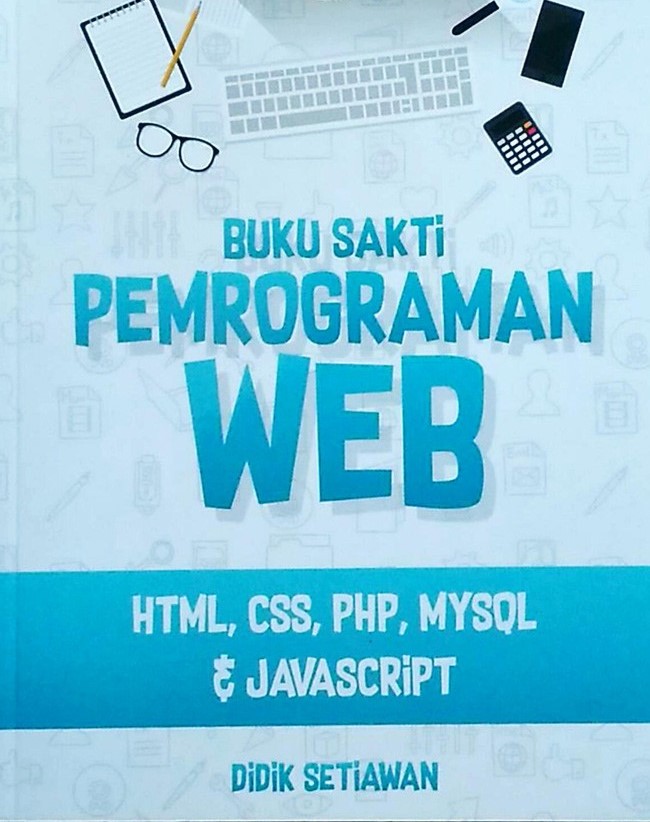 BUKU SAKTi
PEMROGRAMAN
WEB
HTML, CSS, PHP, MYSQL
& JAVASCRiPT
DiDiK SETiAWAN